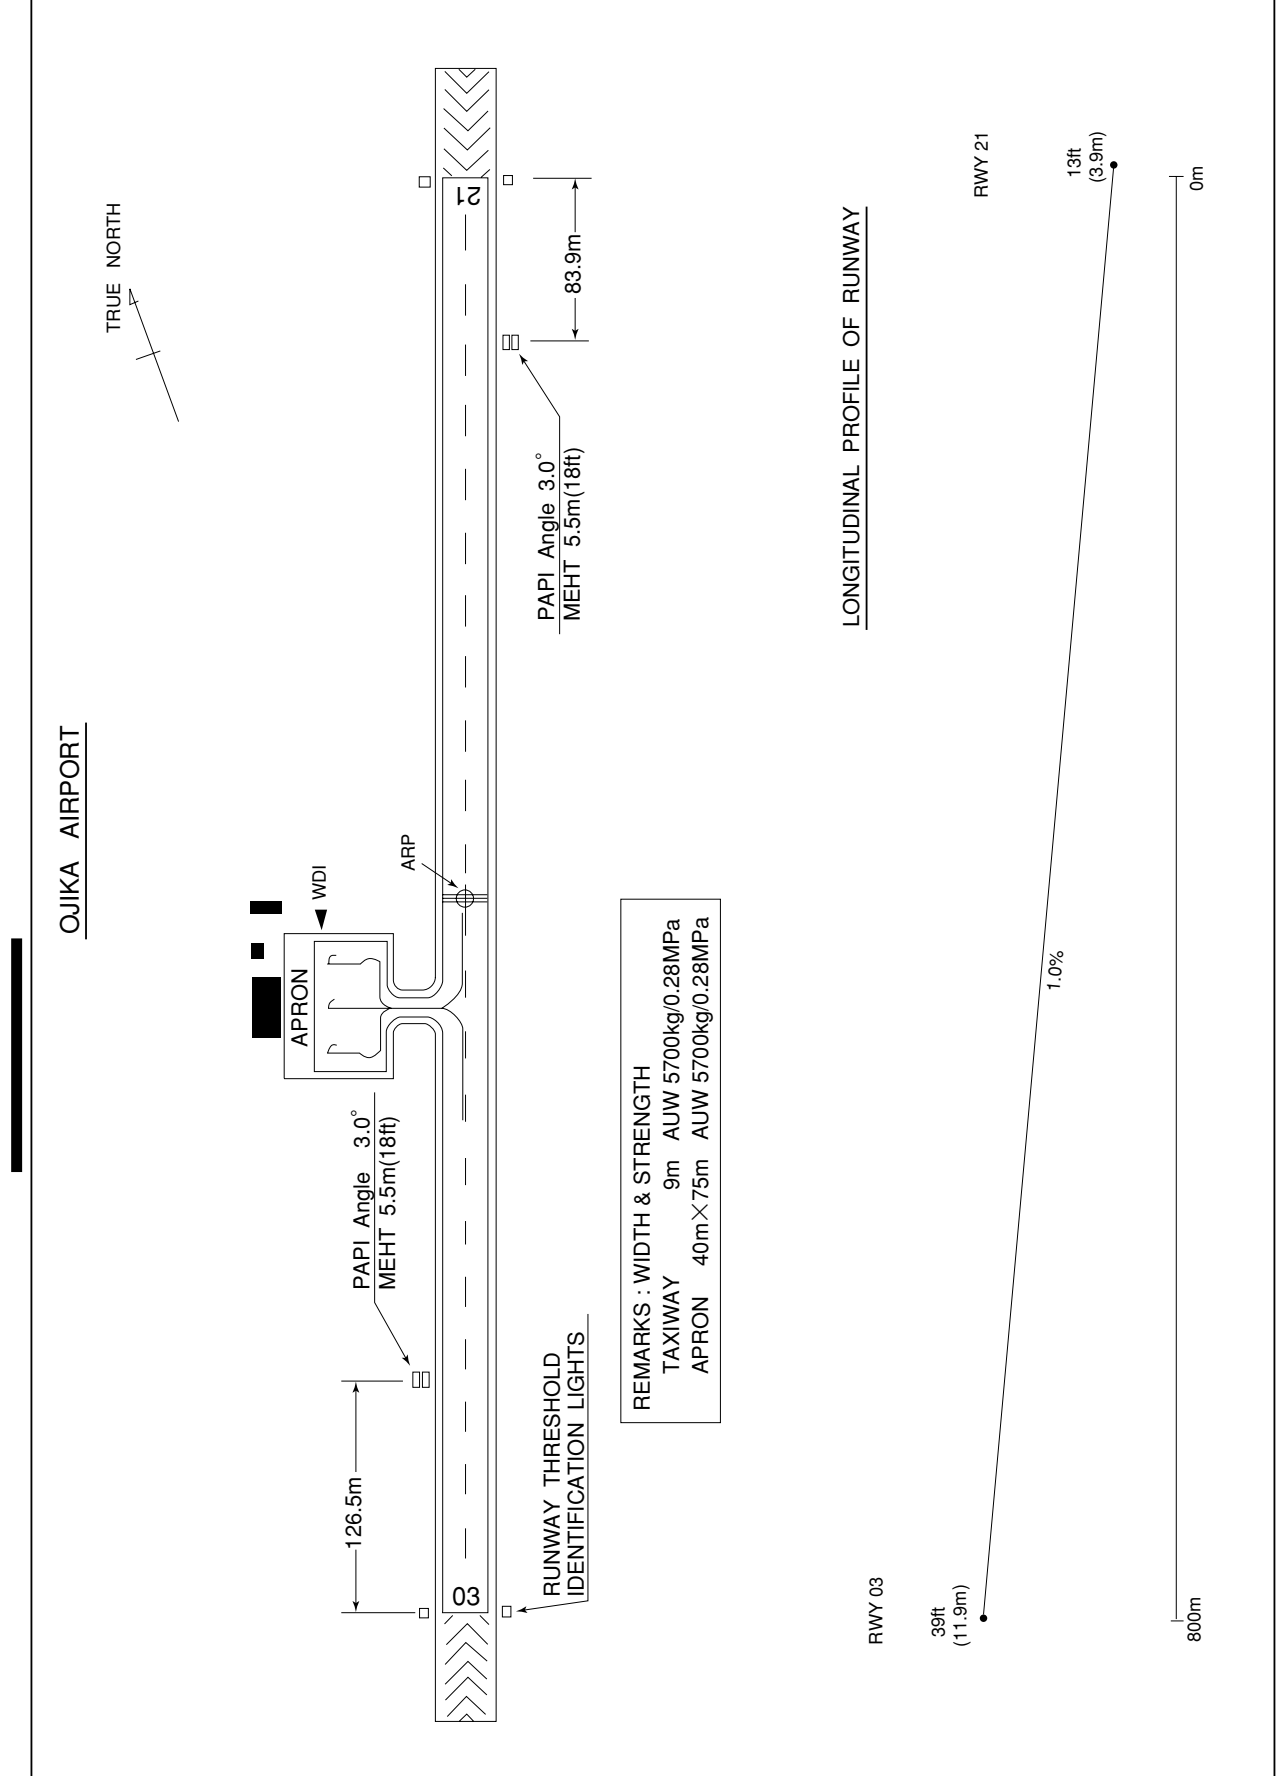 OJIKA AIRPORT
TRUE NORTH
APRON
WDI
ARP
PAPI Angle 3.0°
MEHT 5.5m(18ft)
126.5m
03
21
83.9m
PAPI Angle 3.0°
MEHT 5.5m(18ft)
RUNWAY THRESHOLD
IDENTIFICATION LIGHTS
REMARKS : WIDTH & STRENGTH
TAXIWAY 9m AUW 5700kg/0.28MPa
APRON 40m×75m AUW 5700kg/0.28MPa
LONGITUDINAL PROFILE OF RUNWAY
RWY 03
RWY 21
39ft
(11.9m)
1.0%
13ft
(3.9m)
800m
0m